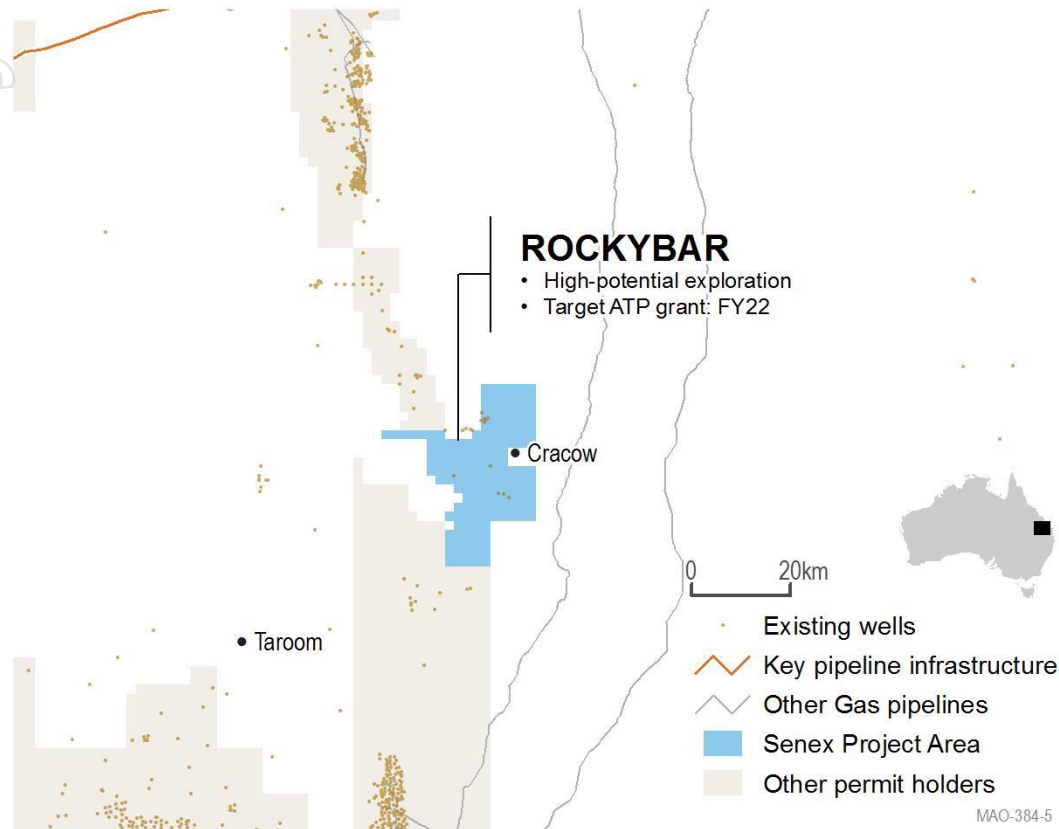 ROCKYBAR
• High-potential exploration
• Target ATP grant: FY22
Cracow
Taroom
0 20km
Existing wells
Key pipeline infrastructure
Other Gas pipelines
Senex Project Area
Other permit holders
MAO-384-5